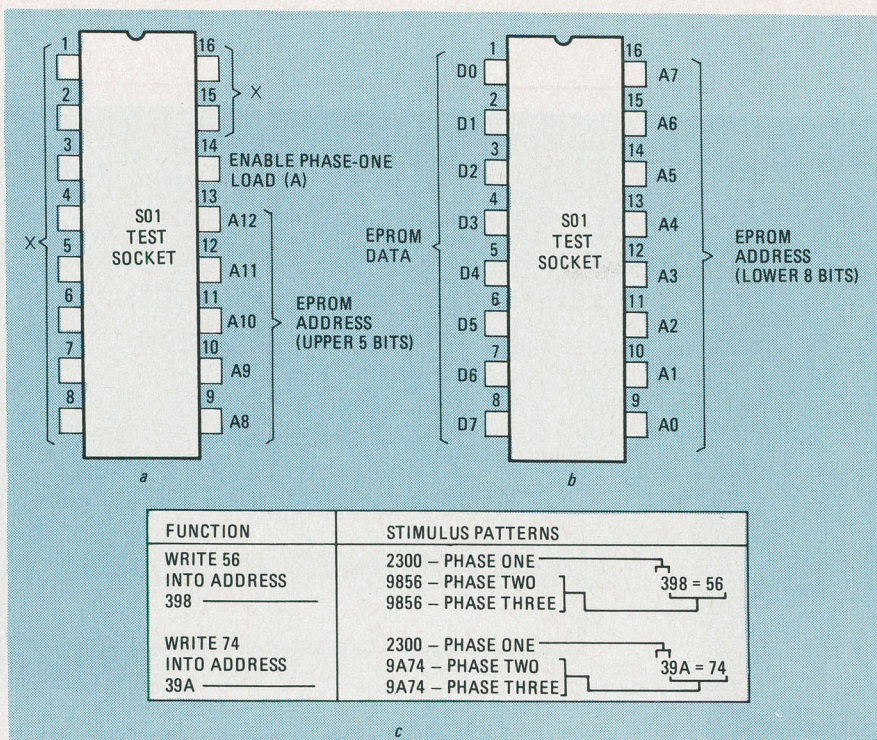 1
2
3
4
5
6
7
8
X
S01
TEST
SOCKET
16
15
X
14
ENABLE PHASE-ONE
LOAD (A)
13
A12
12
A11
11
A10
10
A9
9
A8
EPROM
ADDRESS
(UPPER 5 BITS)
a
EPROM
DATA
1
D0
2
D1
3
D2
4
D3
5
D4
6
D5
7
D6
8
D7
S01
TEST
SOCKET
16
A7
15
A6
14
A5
13
A4
12
A3
11
A2
10
A1
9
A0
EPROM
ADDRESS
(LOWER 8 BITS)
b
FUNCTION
STIMULUS PATTERNS
WRITE 56
INTO ADDRESS
398
2300 – PHASE ONE
9856 – PHASE TWO
9856 – PHASE THREE
398 = 56
WRITE 74
INTO ADDRESS
39A
2300 – PHASE ONE
9A74 – PHASE TWO
9A74 – PHASE THREE
39A = 74
c